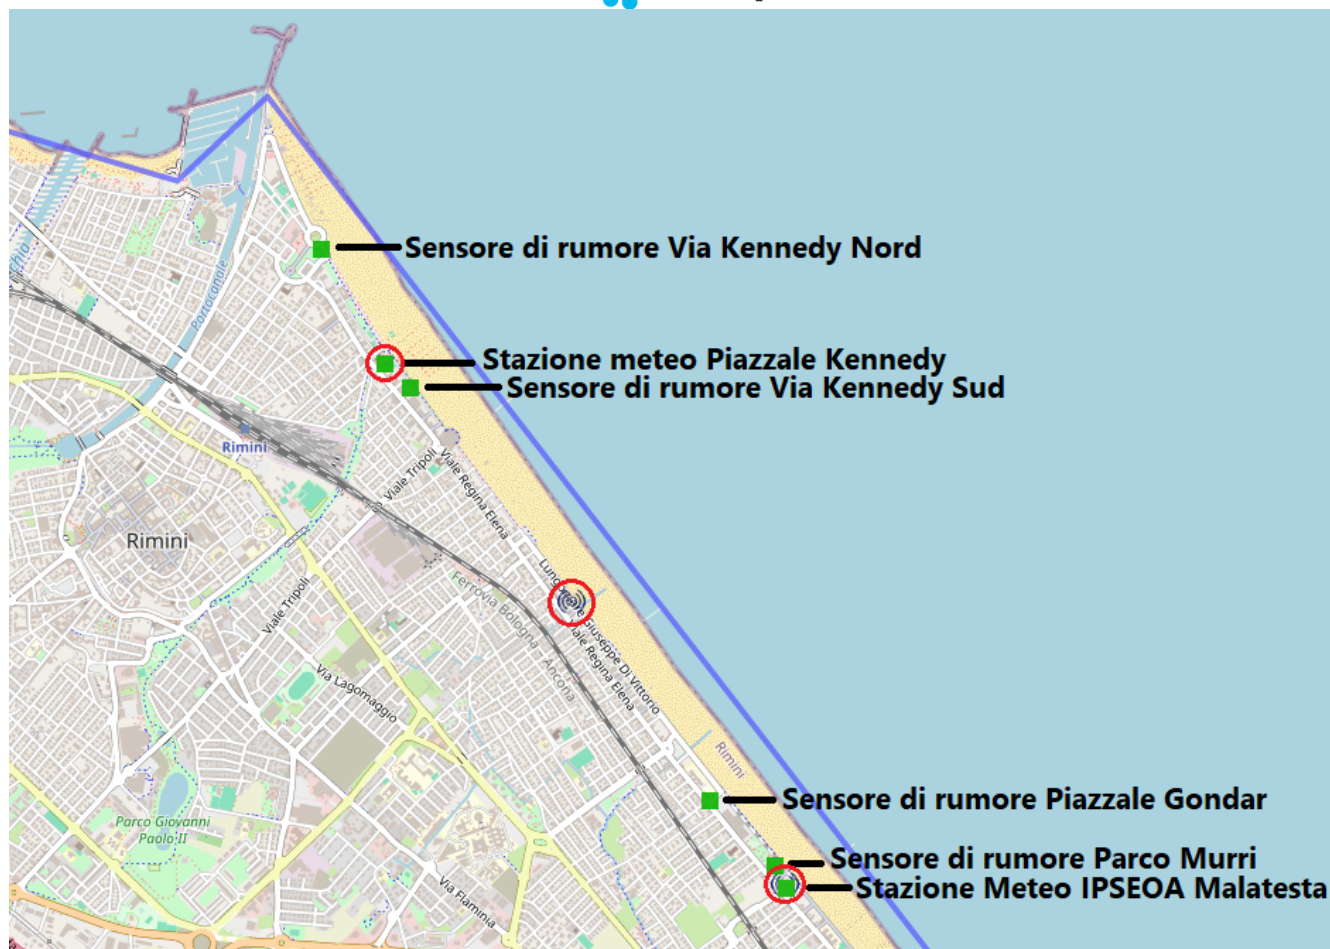 Sensore di rumore Via Kennedy Nord
chia
Portocanale
Stazione meteo Piazzale Kennedy
Sensore di rumore Via Kennedy Sud
Rimini
Viale Tripoli
Viale Regina Elena
Rimini
Ferrovia Bologna - Ancona
Viale Tripoli
Lungomare Giuseppe Di Vittorio
Viale Regina Elena
Via Lagomaggio
Rimini
Sensore di rumore Piazzale Gondar
Parco Giovanni
Paolo II
Sensore di rumore Parco Murri
Via Flaminia
Stazione Meteo IPSEOA Malatesta